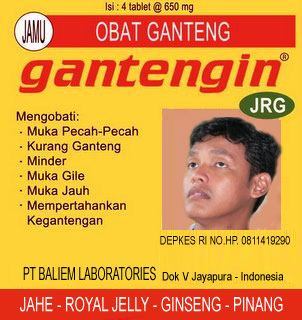 Isi : 4 tablet @ 650 mg
JAMU
OBAT GANTENG
gantengin®
JRG
Mengobati:
· Muka Pecah-Pecah
· Kurang Ganteng
· Minder
· Muka Gile
· Muka Jauh
· Mempertahankan
Kegantengan
DEPKES RI NO.HP. 0811419290
PT BALIEM LABORATORIES Dok V Jayapura - Indonesia
JAHE - ROYAL JELLY - GINSENG - PINANG